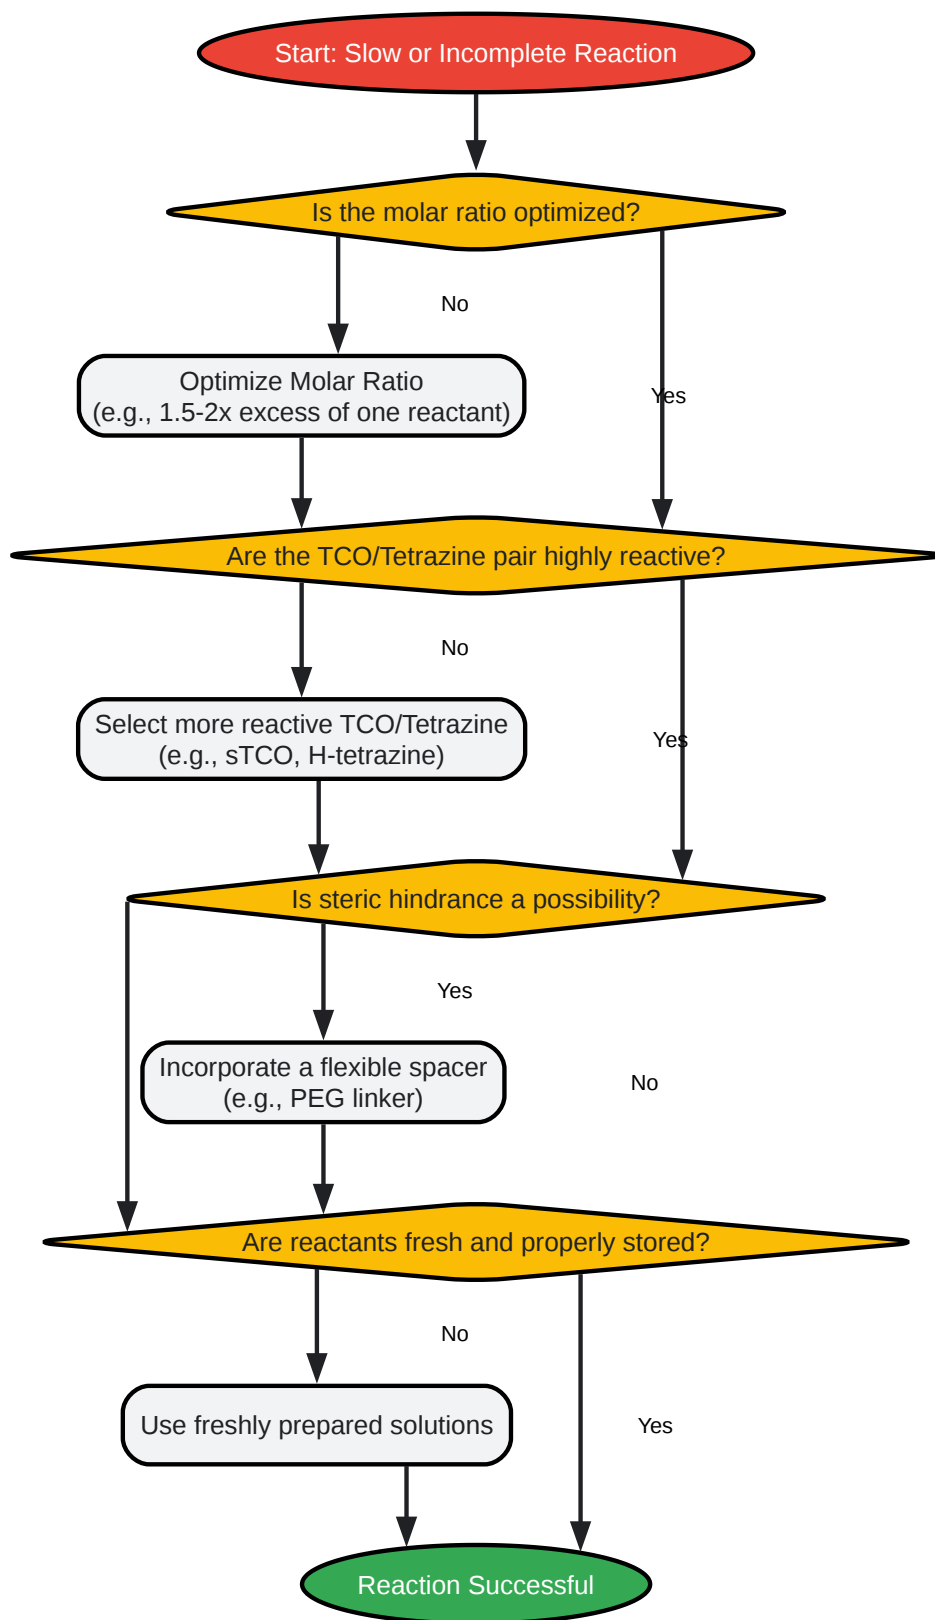 Start: Slow or Incomplete Reaction
Is the molar ratio optimized?
No
Optimize Molar Ratio
(e.g., 1.5-2x excess of one reactant)
Yes
Are the TCO/Tetrazine pair highly reactive?
No
Select more reactive TCO/Tetrazine
(e.g., sTCO, H-tetrazine)
Yes
Is steric hindrance a possibility?
Yes
Incorporate a flexible spacer
(e.g., PEG linker)
No
Are reactants fresh and properly stored?
No
Use freshly prepared solutions
Yes
Reaction Successful